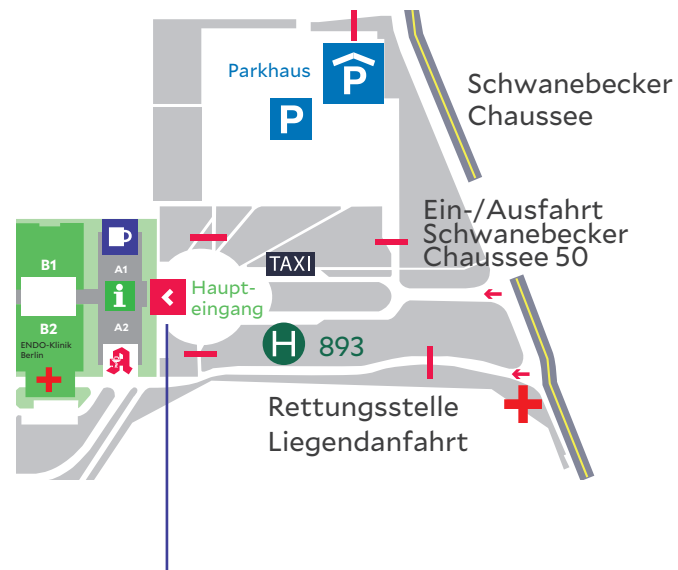 Parkhaus
P
P
Schwanebecker
Chaussee
Ein-/Ausfahrt
Schwanebecker
Chaussee 50
B1
A1
TAXI
i
Haupt-
eingang
B2
A2
ENDO-Klinik
Berlin
H 893
Rettungsstelle
Liegendanfahrt